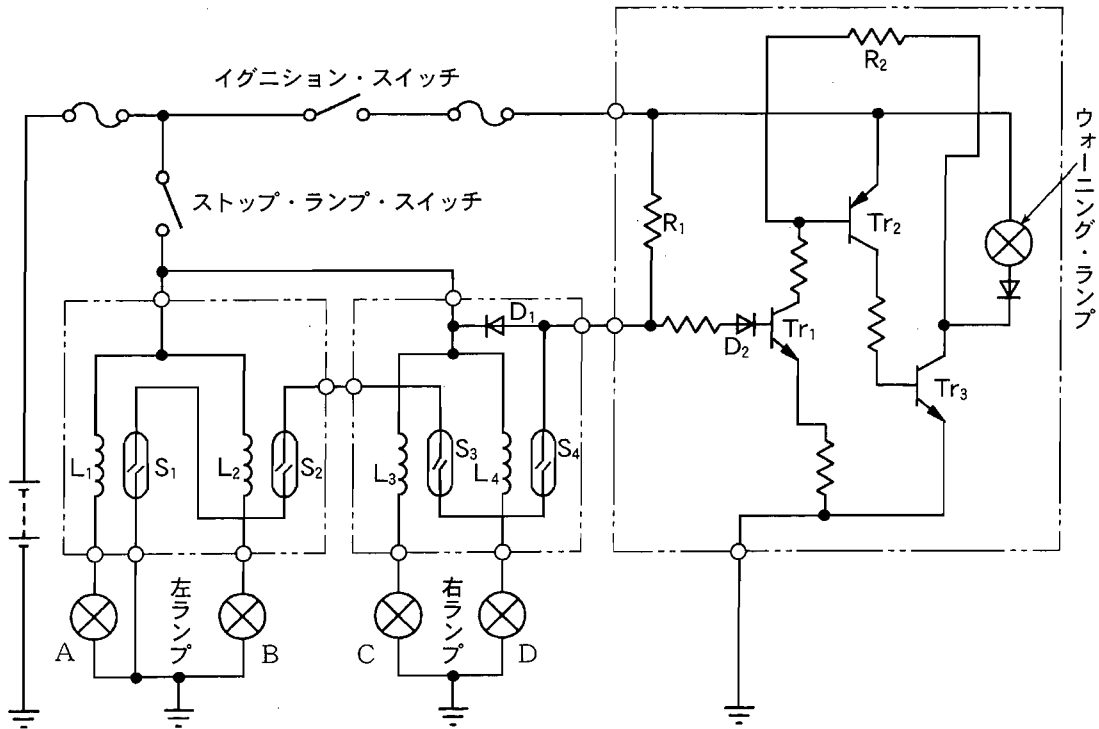 R₂
イグニション・スイッチ
ウォーニング・ランプ
ストップ・ランプ・スイッチ
R₁
Tr₂
D₁
D₂
Tr₁
Tr₃
L₁
S₁
L₂
S₂
L₃
S₃
L₄
S₄
左ランプ
右ランプ
A
B
C
D